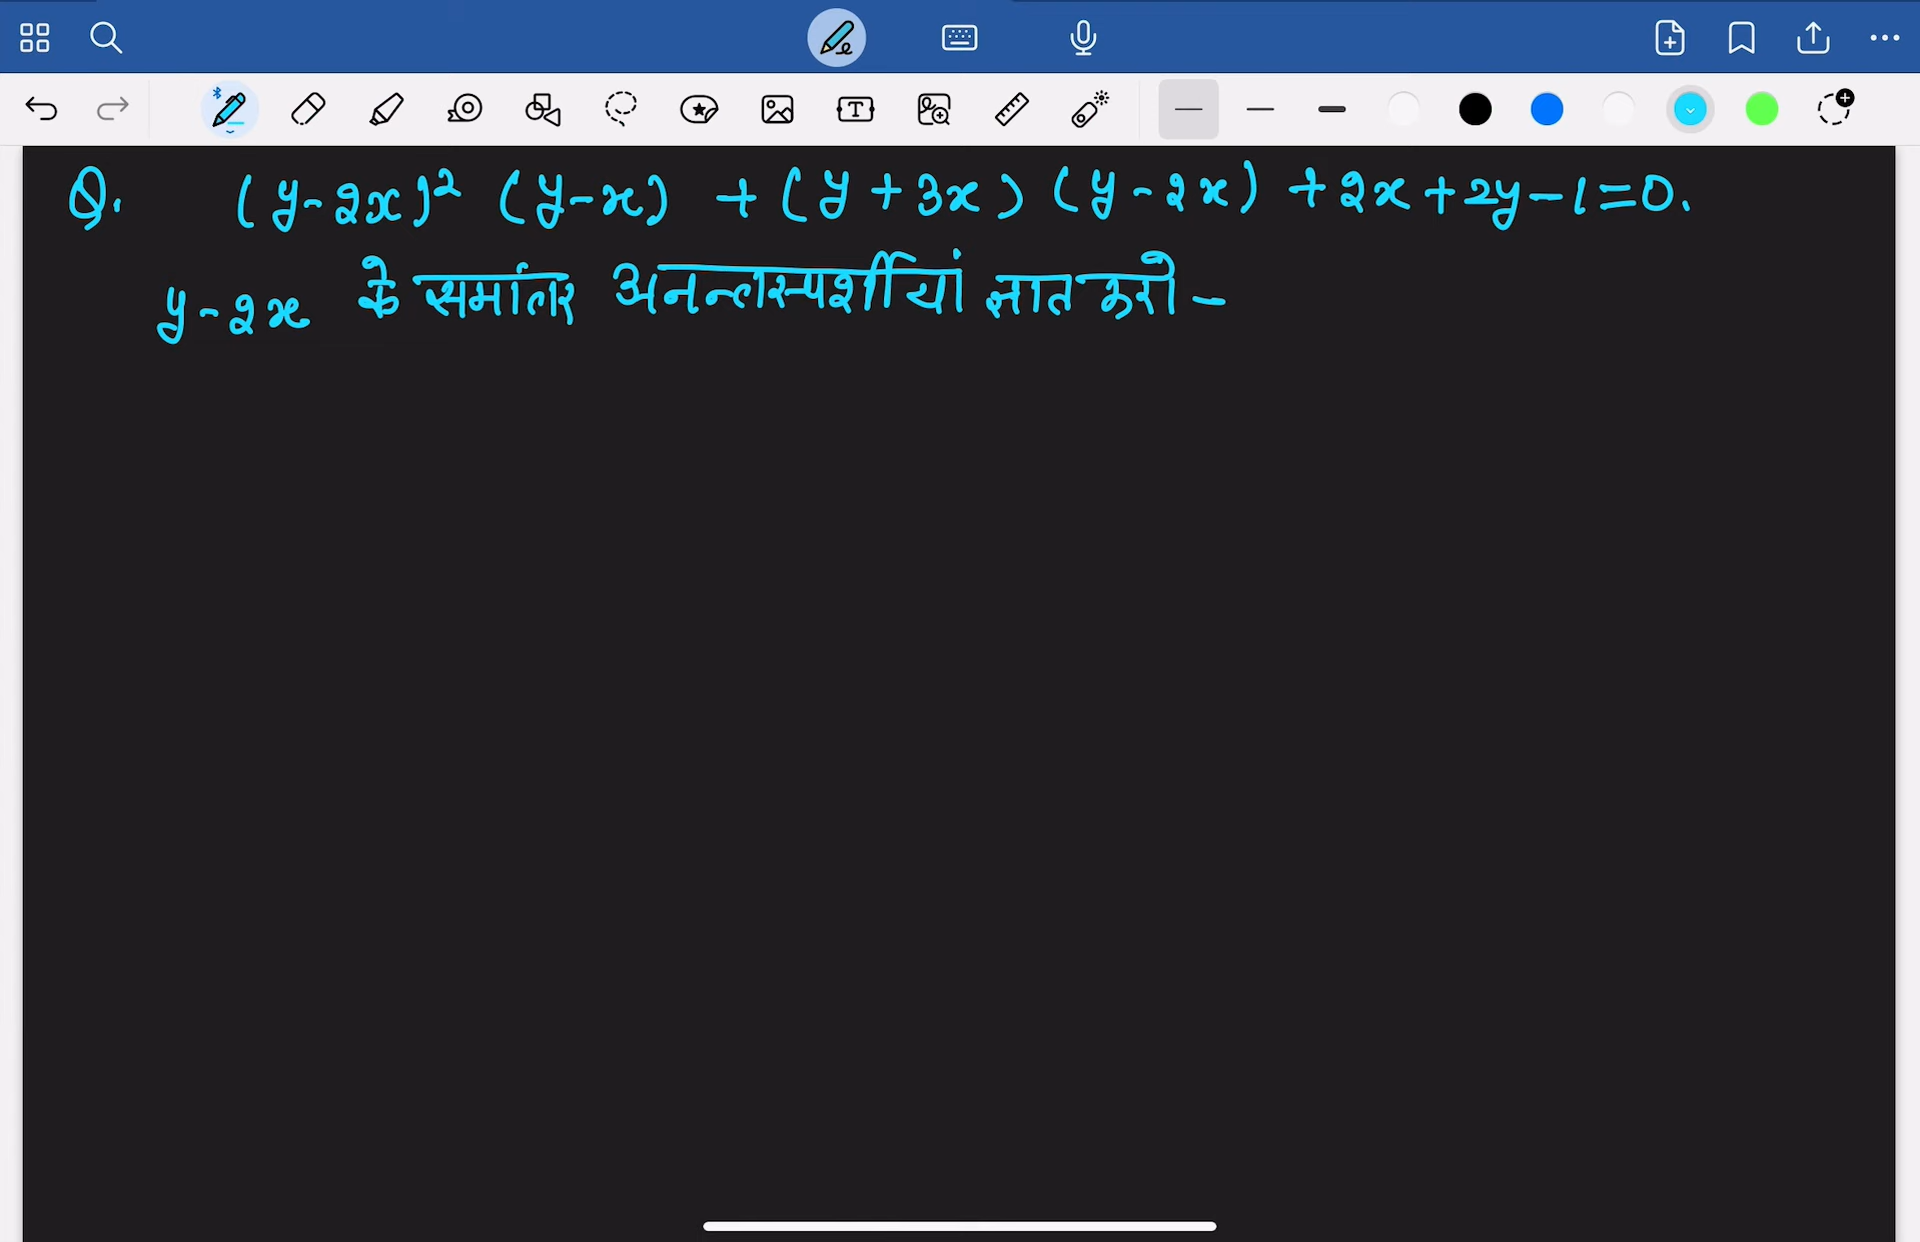 Q. (y-2x)² (y-x) + (y+3x) (y-2x) + 2x + 2y - 1 = 0.
y-2x के समांतर अनन्तस्पर्शीयां ज्ञात करो -